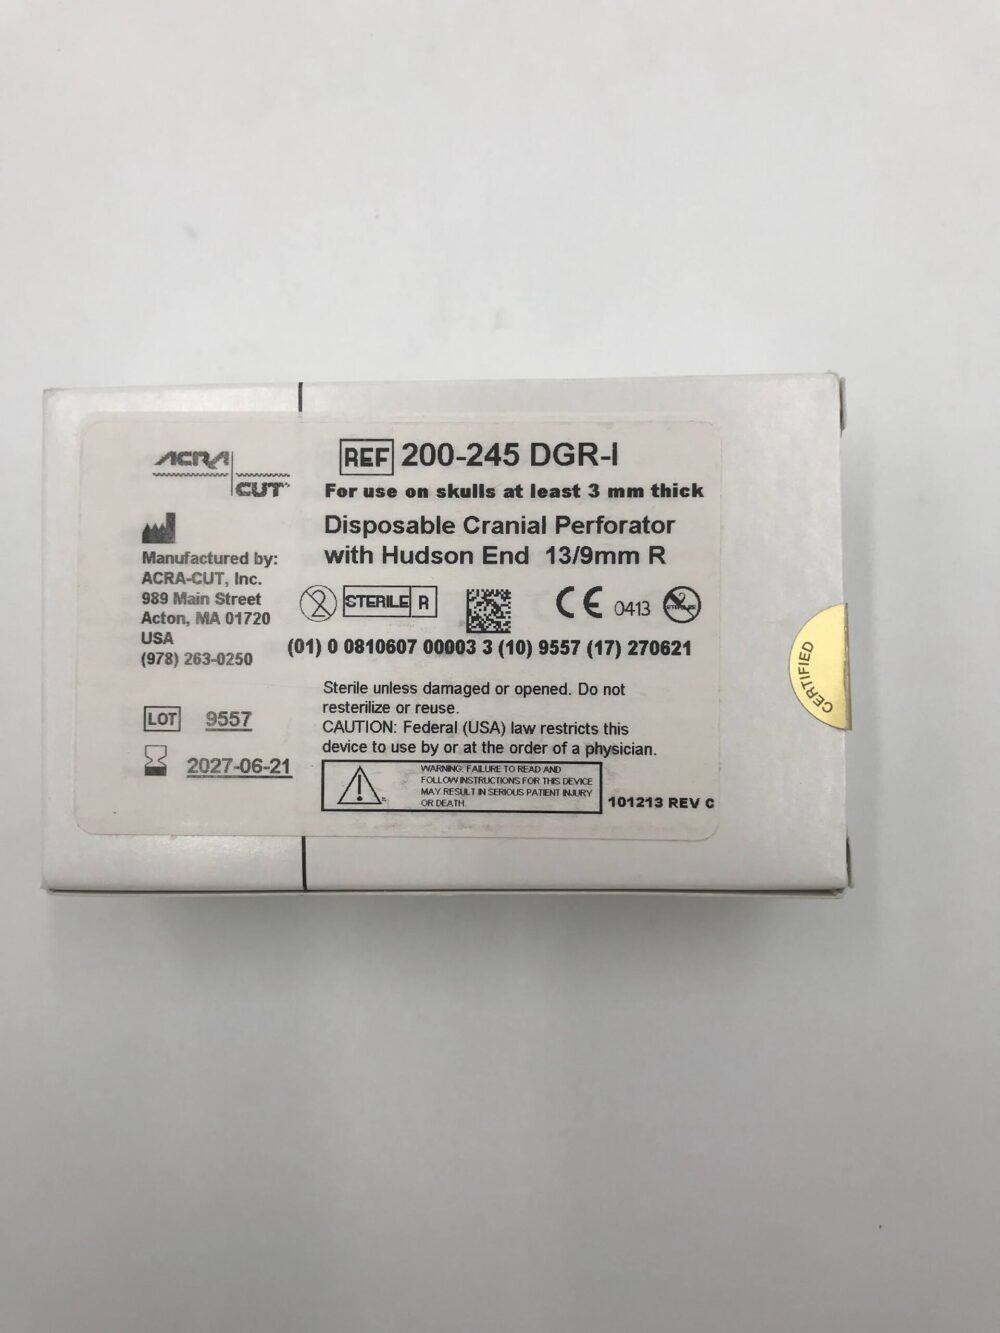 ACRA
CUT
REF 200-245 DGR-I
For use on skulls at least 3 mm thick
Disposable Cranial Perforator
with Hudson End 13/9mm R
Manufactured by:
ACRA-CUT, Inc.
989 Main Street
Acton, MA 01720
USA
(978) 263-0250
2 STERILE R CE 0413 2 STERILIZE
(01) 0 0810607 00003 3 (10) 9557 (17) 270621
Sterile unless damaged or opened. Do not
resterilize or reuse.
CAUTION: Federal (USA) law restricts this
device to use by or at the order of a physician.
LOT 9557
2027-06-21
WARNING: FAILURE TO READ AND
FOLLOW INSTRUCTIONS FOR THIS DEVICE
MAY RESULT IN SERIOUS PATIENT INJURY
OR DEATH.
101213 REV C
CERTIFIED